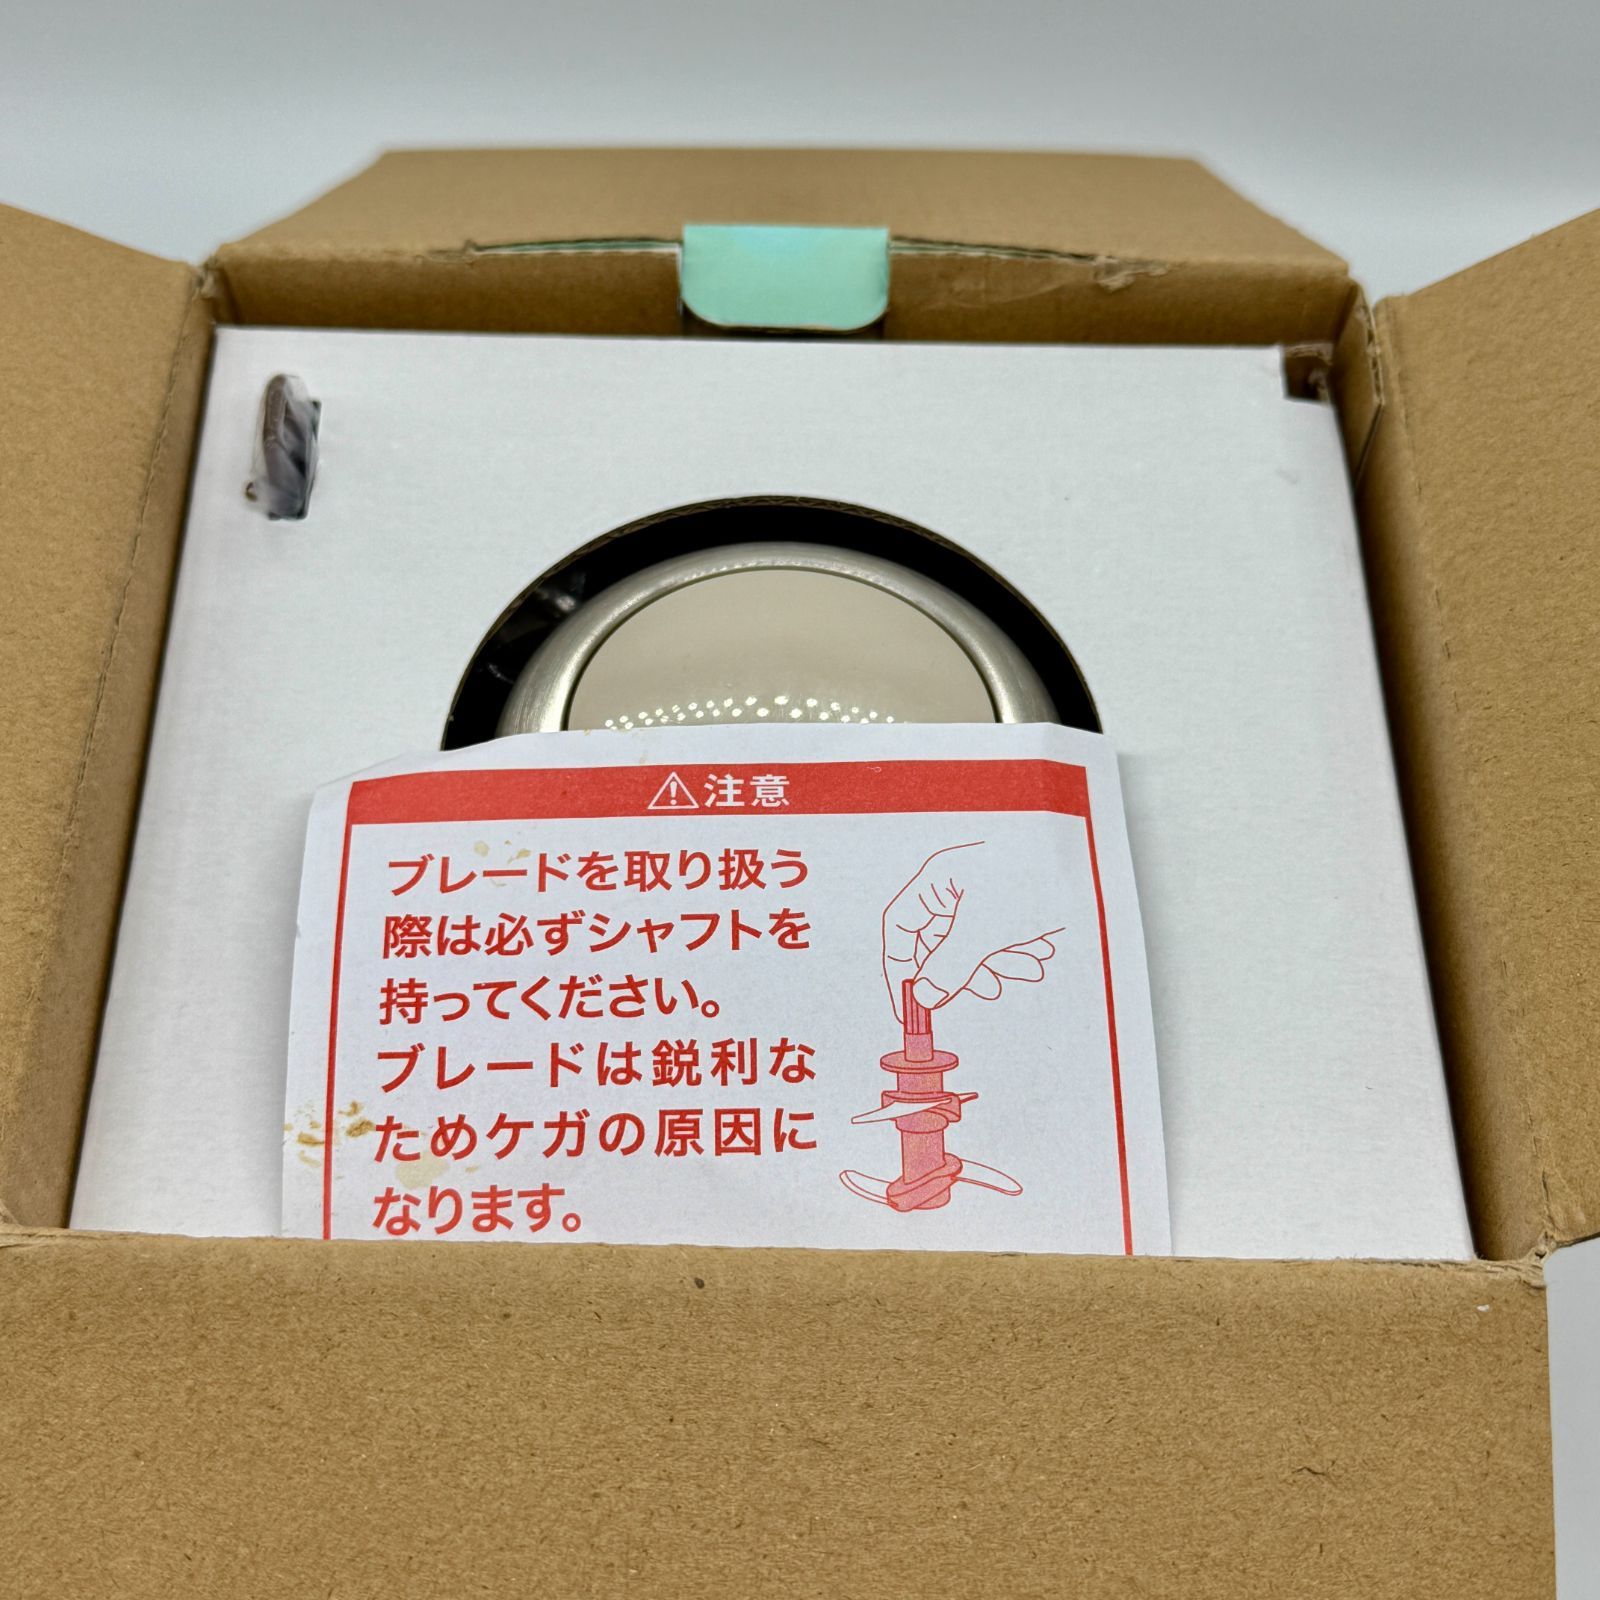 ⚠注意
ブレードを取り扱う
際は必ずシャフトを
持ってください。
ブレードは鋭利な
ためケガの原因に
なります。